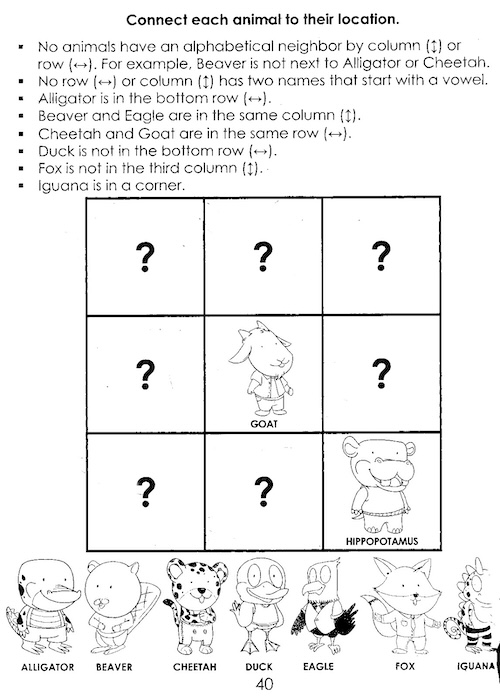 Connect each animal to their location.
▪ No animals have an alphabetical neighbor by column (↕) or
row (↔). For example, Beaver is not next to Alligator or Cheetah.
▪ No row (↔) or column (↕) has two names that start with a vowel.
▪ Alligator is in the bottom row (↔).
▪ Beaver and Eagle are in the same column (↕).
▪ Cheetah and Goat are in the same row (↔).
▪ Duck is not in the bottom row (↔).
▪ Fox is not in the third column (↕).
▪ Iguana is in a corner.
? ? ?
? ?
GOAT
? ?
HIPPOPOTAMUS
ALLIGATOR BEAVER CHEETAH DUCK EAGLE FOX IGUANA
40